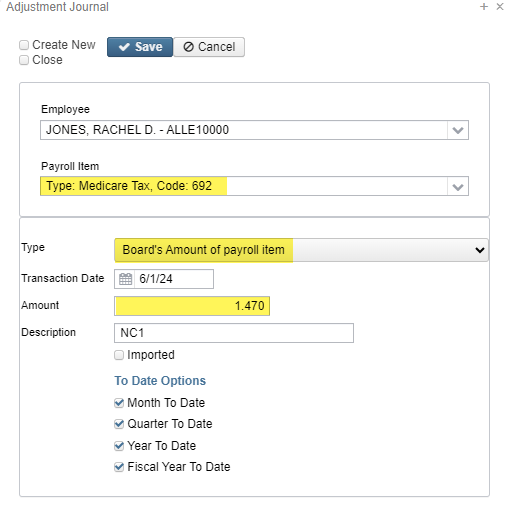 Adjustment Journal
Create New
Close
Save
Cancel
Employee
JONES, RACHEL D. - ALLE10000
Payroll Item
Type: Medicare Tax, Code: 692
Type
Board's Amount of payroll item
Transaction Date
6/1/24
Amount
1.470
Description
NC1
Imported
To Date Options
Month To Date
Quarter To Date
Year To Date
Fiscal Year To Date